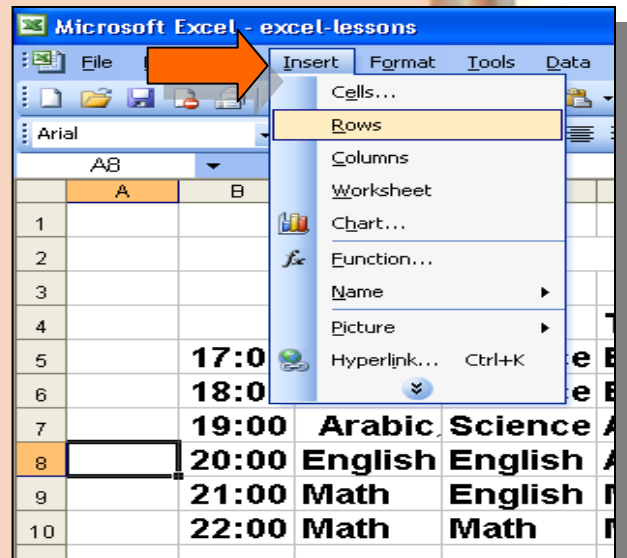 Microsoft Excel - excel-lessons
File Insert Format Tools Data
Cells...
Arial
Rows
A8
Columns
A B
Worksheet
1
Chart...
2
Function...
3
Name
4
Picture
5 17:0 Hyperlink... Ctrl+K e
6 18:0 e
7 19:00 Arabic Science
8 20:00 English English
9 21:00 Math English
10 22:00 Math Math